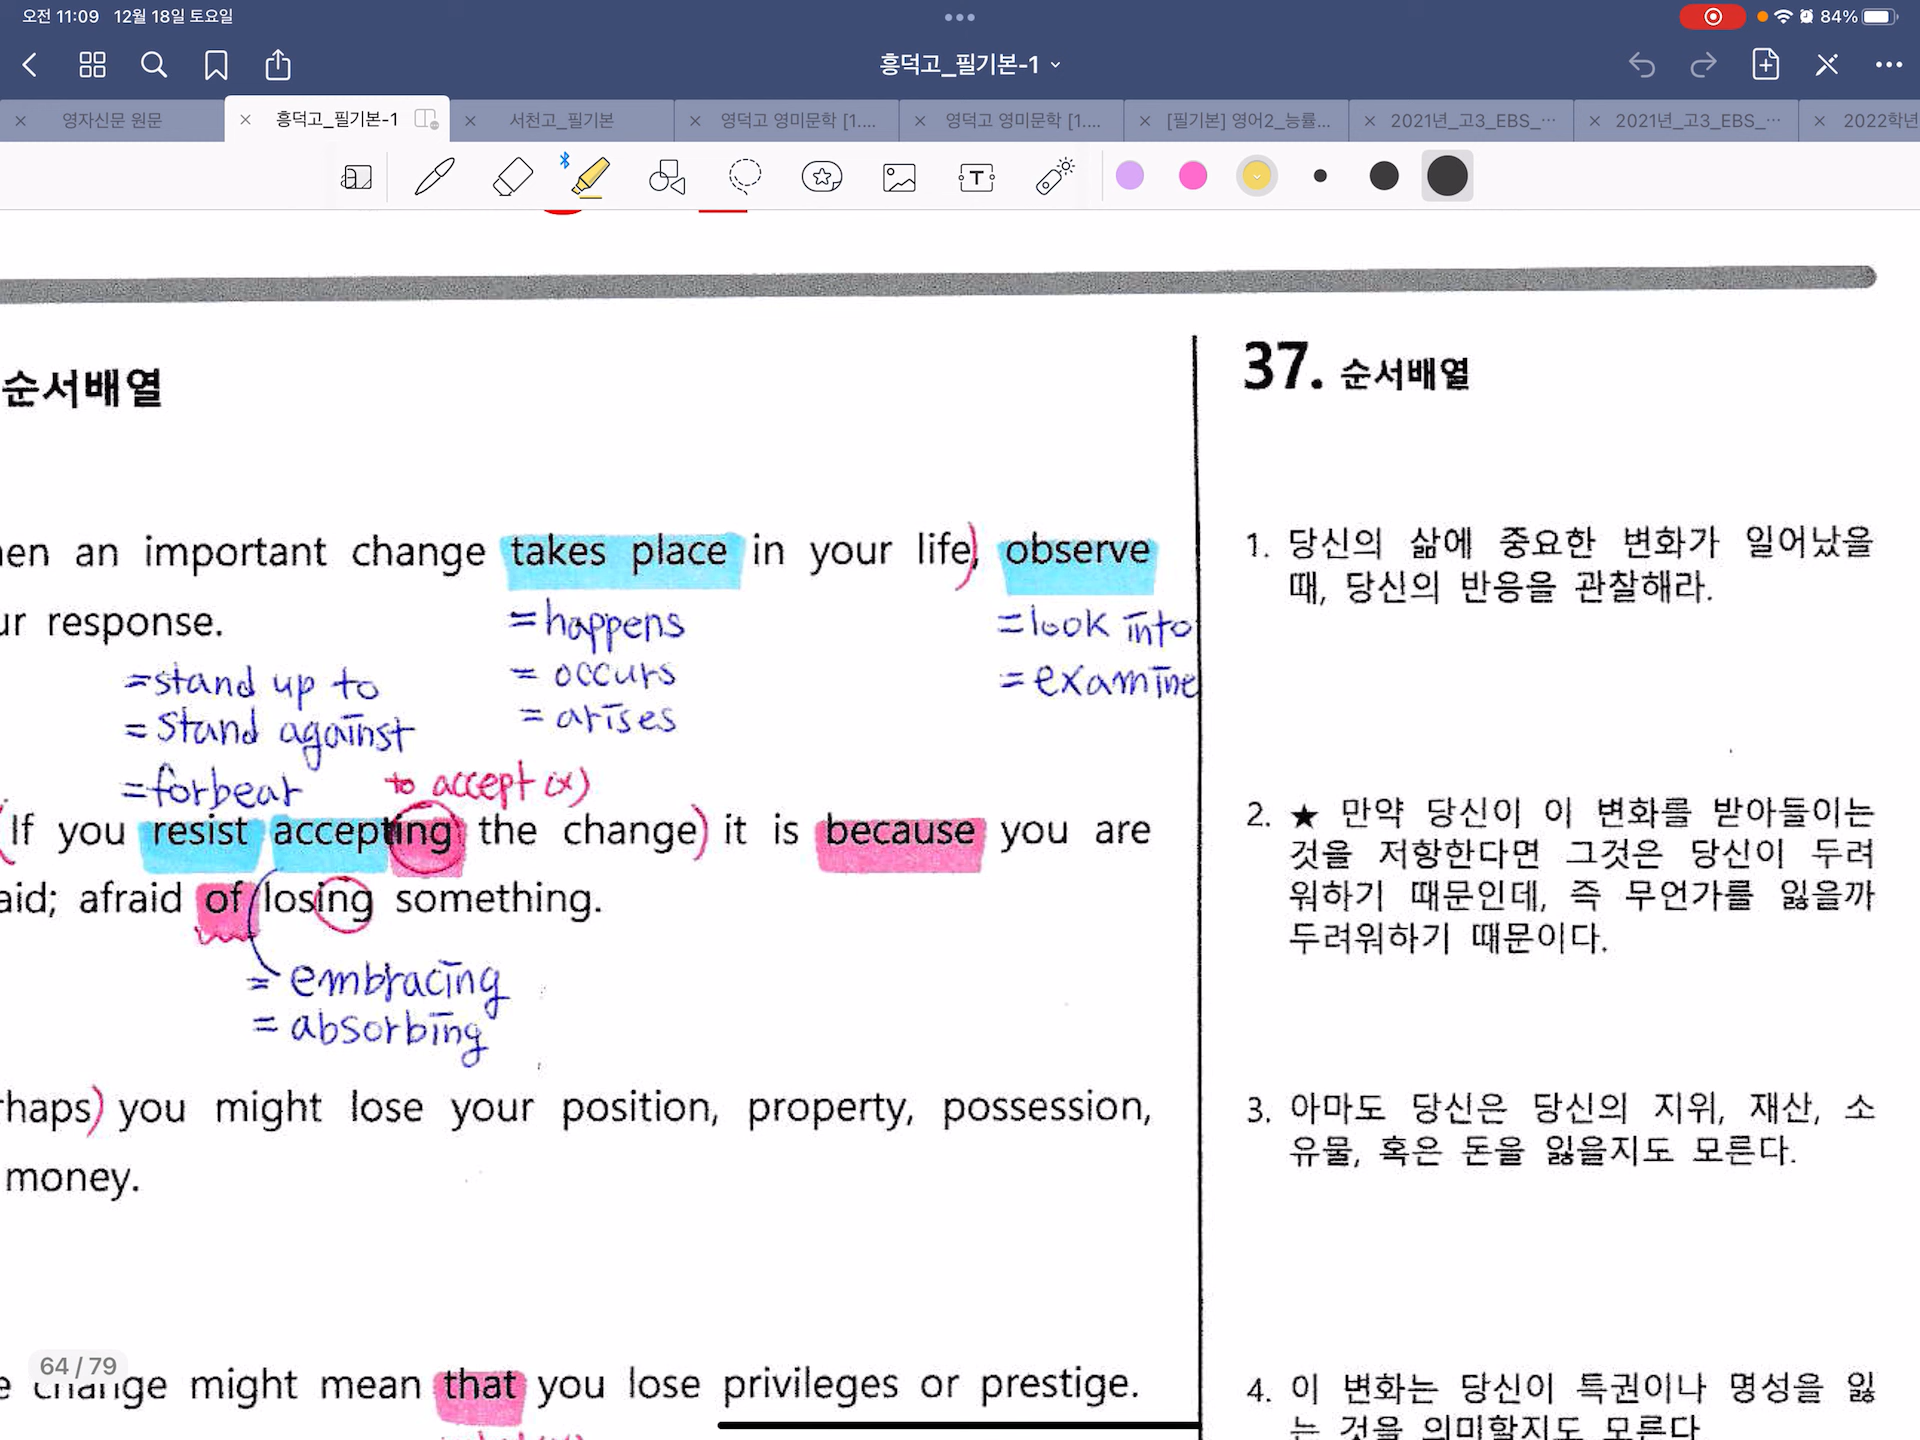 오전 11:09 12월 18일 토요일
84%
흥덕고_필기본-1
영자신문 원문
흥덕고_필기본-1
서천고_필기본
영덕고 영미문학 [1....
영덕고 영미문학 [1....
[필기본] 영어2_능률...
2021년_고3_EBS_...
2021년_고3_EBS_...
2022학년
순서배열
en an important change takes place in your life, observe
ur response.
=happens
=look into
=stand up to
= occurs
= examine
= stand against
= arises
=forbear
to accept (x)
(If you resist accepting the change) it is because you are
aid; afraid of losing something.
= embracing
= absorbing
rhaps) you might lose your position, property, possession,
money.
64 / 79
e change might mean that you lose privileges or prestige.
37. 순서배열
1. 당신의 삶에 중요한 변화가 일어났을
때, 당신의 반응을 관찰해라.
2. ★ 만약 당신이 이 변화를 받아들이는
것을 저항한다면 그것은 당신이 두려
워하기 때문인데, 즉 무언가를 잃을까
두려워하기 때문이다.
3. 아마도 당신은 당신의 지위, 재산, 소
유물, 혹은 돈을 잃을지도 모른다.
4. 이 변화는 당신이 특권이나 명성을 잃
는 것을 의미할지도 모른다